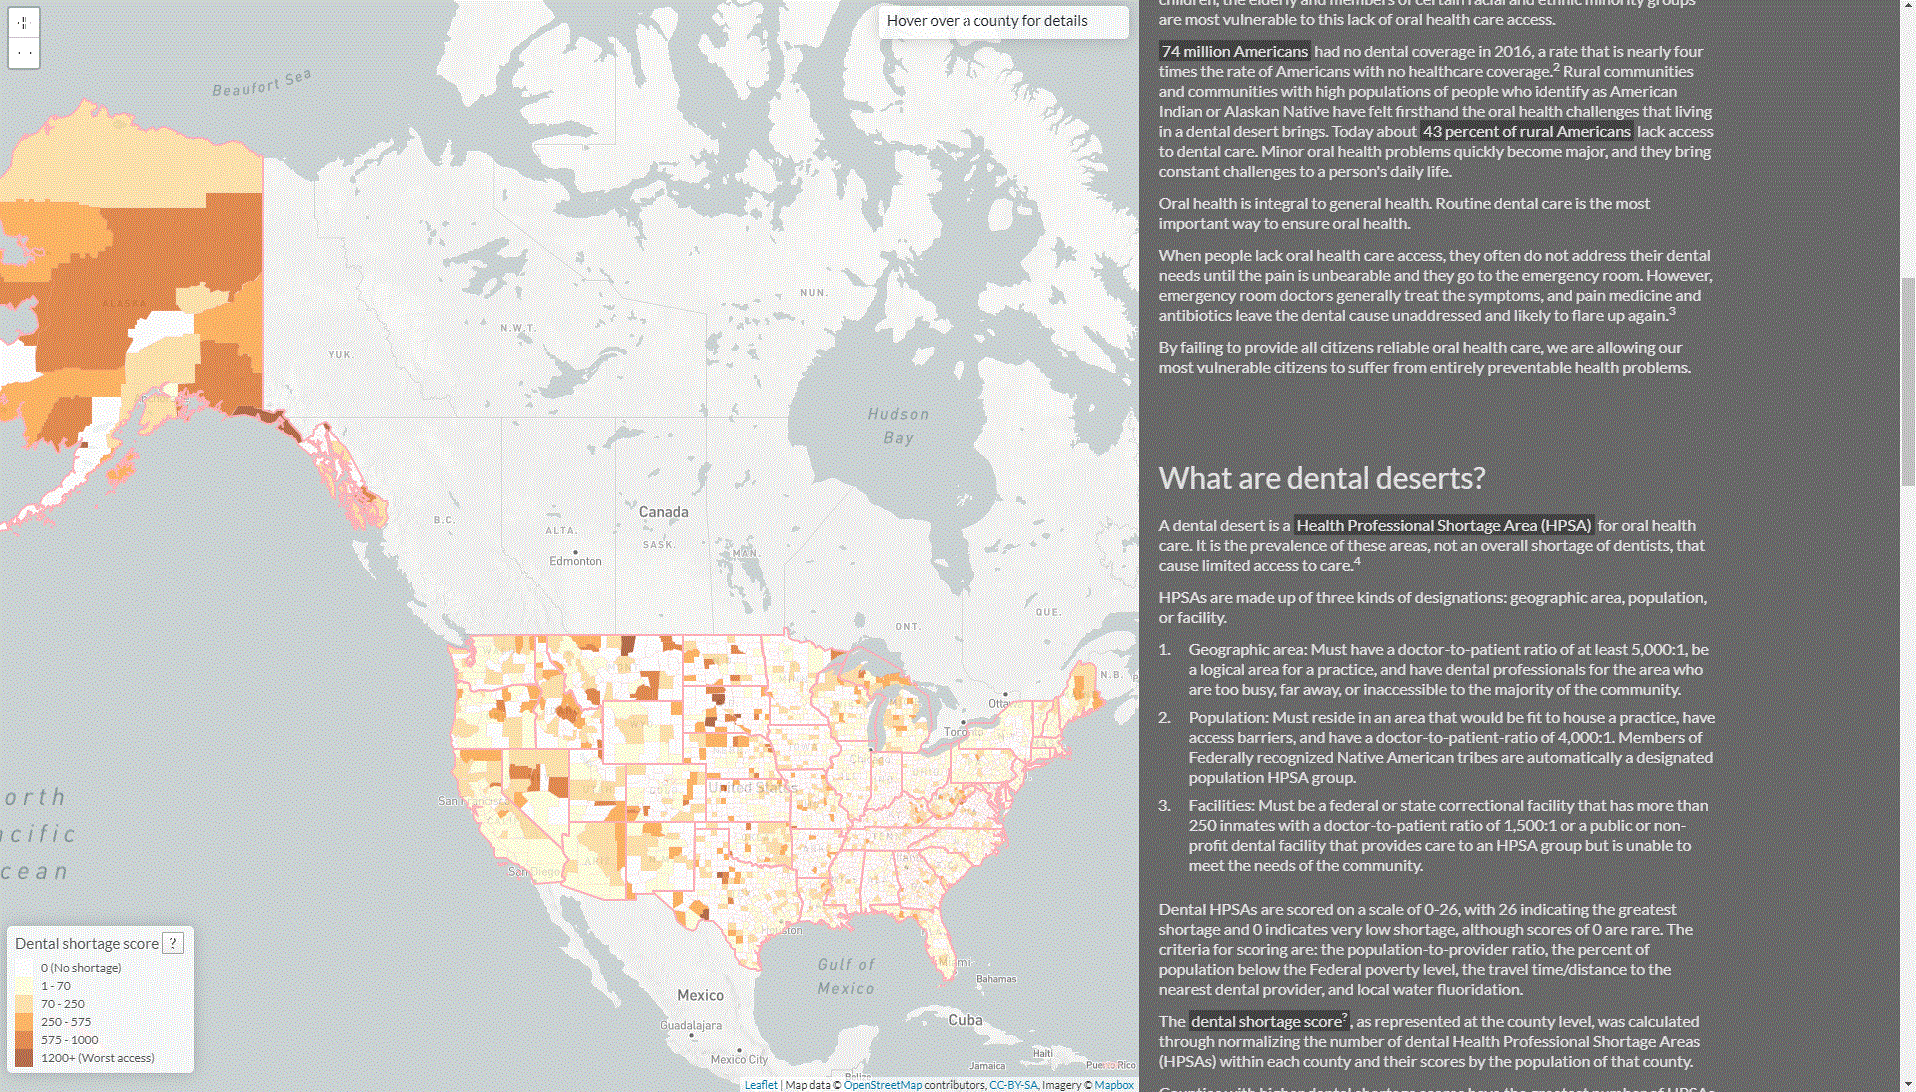 Hover over a county for details
Beaufort Sea
ALASKA
YUK.
N.W.T.
NUN.
Hudson
Bay
Canada
B.C.
ALTA.
SASK.
MAN.
Edmonton
ONT.
QUE.
N.B.
Toronto
United States
San Francisco
San Diego
Houston
Miami
orth
acific
cean
Gulf of
Mexico
Bahamas
Mexico
Cuba
Guadalajara
Mexico City
Haiti
Jamaica
Puerto Rico
Dental shortage score ?
0 (No shortage)
1 - 70
70 - 250
250 - 575
575 - 1000
1200+ (Worst access)
Leaflet | Map data © OpenStreetMap contributors, CC-BY-SA, Imagery © Mapbox
children, the elderly and members of certain racial and ethnic minority groups
are most vulnerable to this lack of oral health care access.
74 million Americans had no dental coverage in 2016, a rate that is nearly four
times the rate of Americans with no healthcare coverage.2 Rural communities
and communities with high populations of people who identify as American
Indian or Alaskan Native have felt firsthand the oral health challenges that living
in a dental desert brings. Today about 43 percent of rural Americans lack access
to dental care. Minor oral health problems quickly become major, and they bring
constant challenges to a person's daily life.
Oral health is integral to general health. Routine dental care is the most
important way to ensure oral health.
When people lack oral health care access, they often do not address their dental
needs until the pain is unbearable and they go to the emergency room. However,
emergency room doctors generally treat the symptoms, and pain medicine and
antibiotics leave the dental cause unaddressed and likely to flare up again.3
By failing to provide all citizens reliable oral health care, we are allowing our
most vulnerable citizens to suffer from entirely preventable health problems.
What are dental deserts?
A dental desert is a Health Professional Shortage Area (HPSA) for oral health
care. It is the prevalence of these areas, not an overall shortage of dentists, that
cause limited access to care.4
HPSAs are made up of three kinds of designations: geographic area, population,
or facility.
1. Geographic area: Must have a doctor-to-patient ratio of at least 5,000:1, be
a logical area for a practice, and have dental professionals for the area who
are too busy, far away, or inaccessible to the majority of the community.
2. Population: Must reside in an area that would be fit to house a practice, have
access barriers, and have a doctor-to-patient-ratio of 4,000:1. Members of
Federally recognized Native American tribes are automatically a designated
population HPSA group.
3. Facilities: Must be a federal or state correctional facility that has more than
250 inmates with a doctor-to-patient ratio of 1,500:1 or a public or non-
profit dental facility that provides care to an HPSA group but is unable to
meet the needs of the community.
Dental HPSAs are scored on a scale of 0-26, with 26 indicating the greatest
shortage and 0 indicates very low shortage, although scores of 0 are rare. The
criteria for scoring are: the population-to-provider ratio, the percent of
population below the Federal poverty level, the travel time/distance to the
nearest dental provider, and local water fluoridation.
The dental shortage score?, as represented at the county level, was calculated
through normalizing the number of dental Health Professional Shortage Areas
(HPSAs) within each county and their scores by the population of that county.